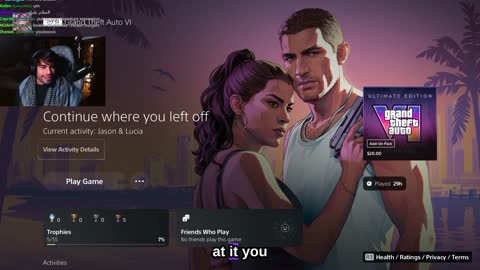 Grand Theft Auto VI
Continue where you left off
Current activity: Jason & Lucia
View Activity Details
Play Game
•••
0 0 0 5
Trophies
5/55
7%
Friends Who Play
No friends play this game
Activities
ULTIMATE EDITION
grand
theft
auto
VI
Add On Pack
$20.00
Played 29h
Health / Ratings / Privacy / Terms
at it you